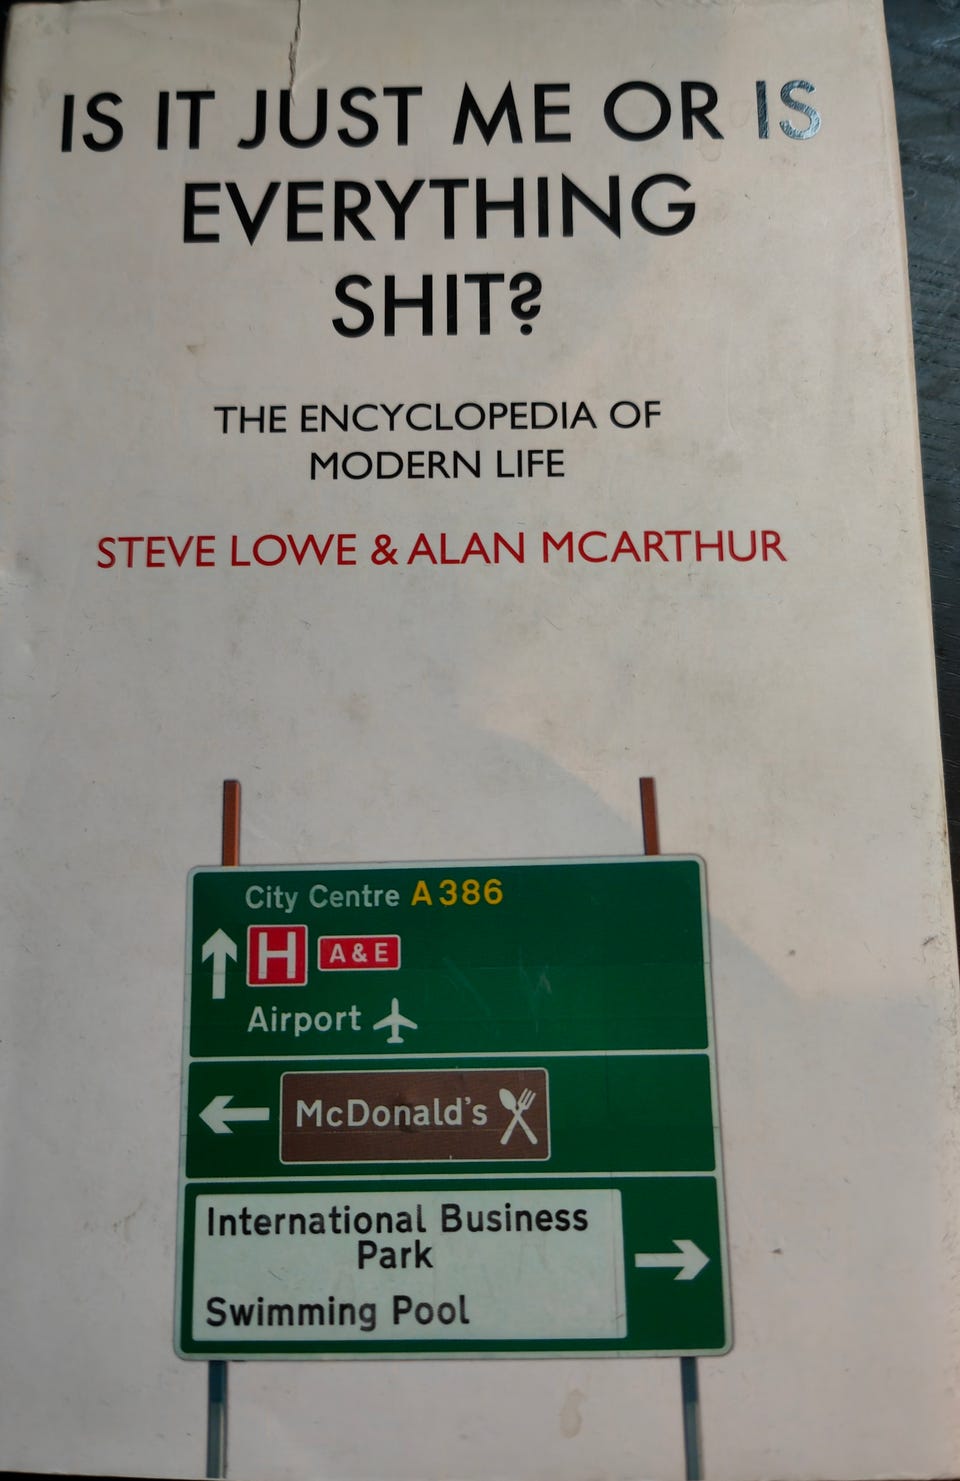 IS IT JUST ME OR IS
EVERYTHING
SHIT?
THE ENCYCLOPEDIA OF
MODERN LIFE
STEVE LOWE & ALAN MCARTHUR
City Centre A386
H A & E
Airport
McDonald's
International Business
Park
Swimming Pool